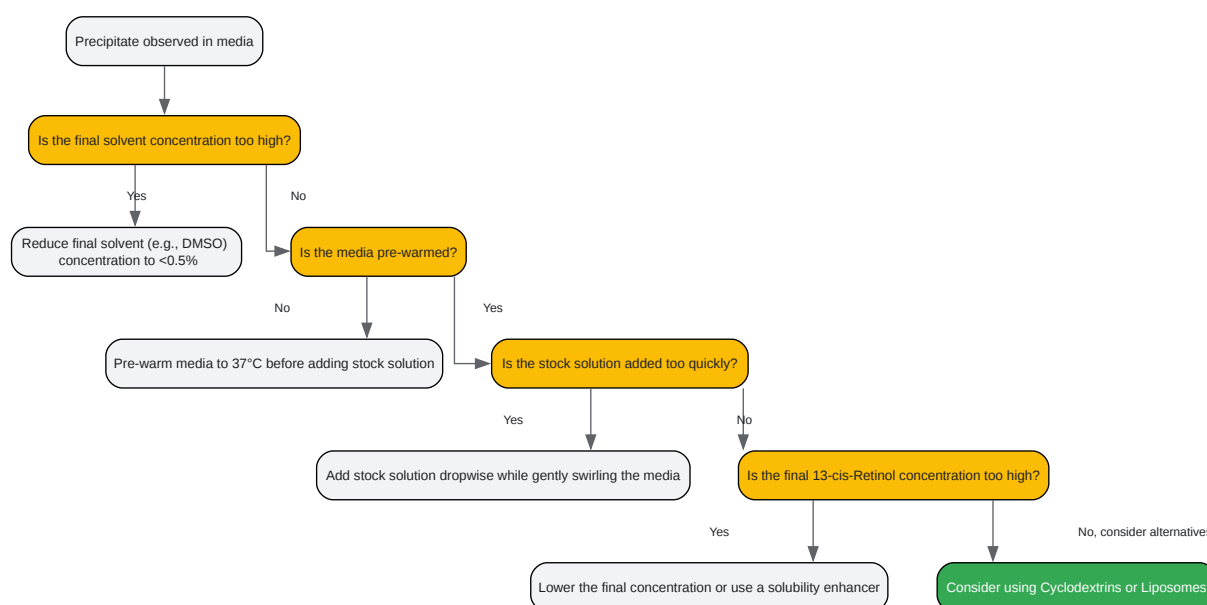 Precipitate observed in media
Is the final solvent concentration too high?
Yes
No
Reduce final solvent (e.g., DMSO)
concentration to <0.5%
Is the media pre-warmed?
No
Yes
Pre-warm media to 37°C before adding stock solution
Is the stock solution added too quickly?
Yes
No
Add stock solution dropwise while gently swirling the media
Is the final 13-cis-Retinol concentration too high?
Yes
No, consider alternatives
Lower the final concentration or use a solubility enhancer
Consider using Cyclodextrins or Liposomes